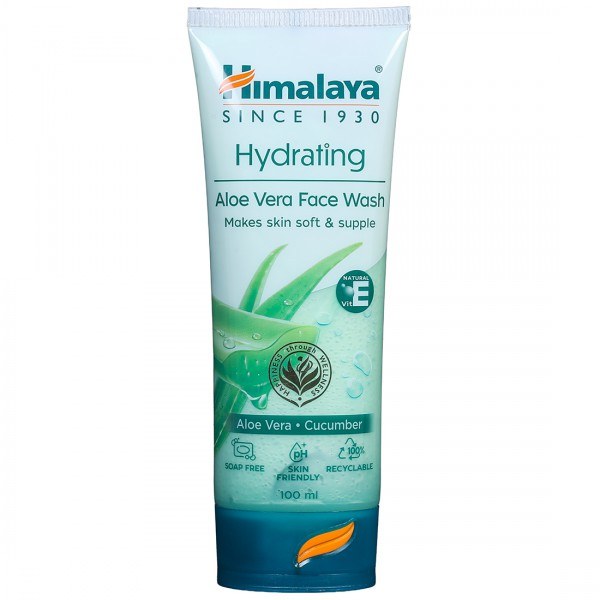 Himalaya®
SINCE 1930
Hydrating
Aloe Vera Face Wash
Makes skin soft & supple
NATURAL
Vit E
HAPPINESS through WELLNESS
Aloe Vera • Cucumber
SOAP FREE
pH
SKIN FRIENDLY
100%
RECYCLABLE
100 ml